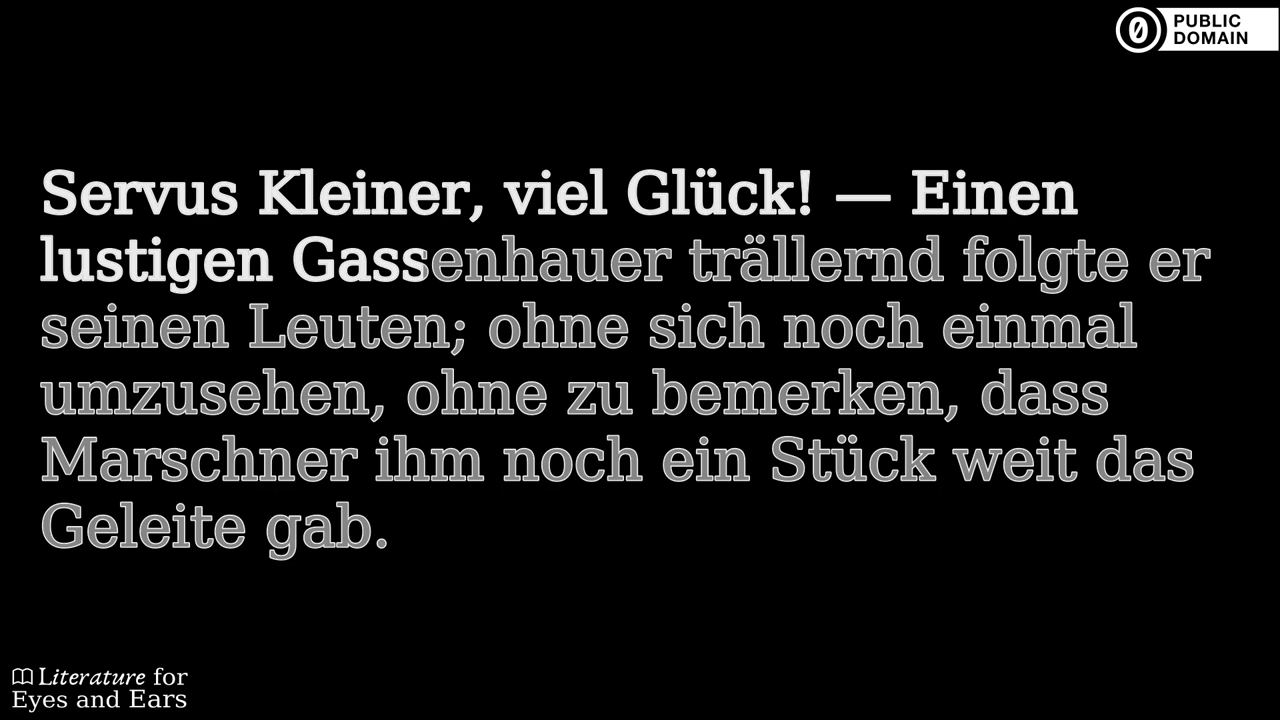 PUBLIC
DOMAIN
Servus Kleiner, viel Glück! — Einen
lustigen Gassenhauer trällernd folgte er
seinen Leuten; ohne sich noch einmal
umzusehen, ohne zu bemerken, dass
Marschner ihm noch ein Stück weit das
Geleite gab.
Literature for
Eyes and Ears